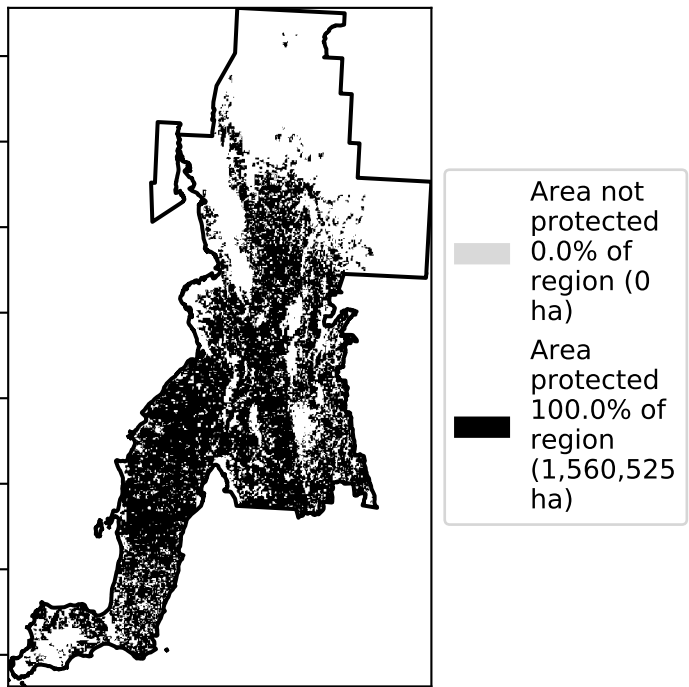 Area not
protected
0.0% of
region (0
ha)
Area
protected
100.0% of
region
(1,560,525
ha)